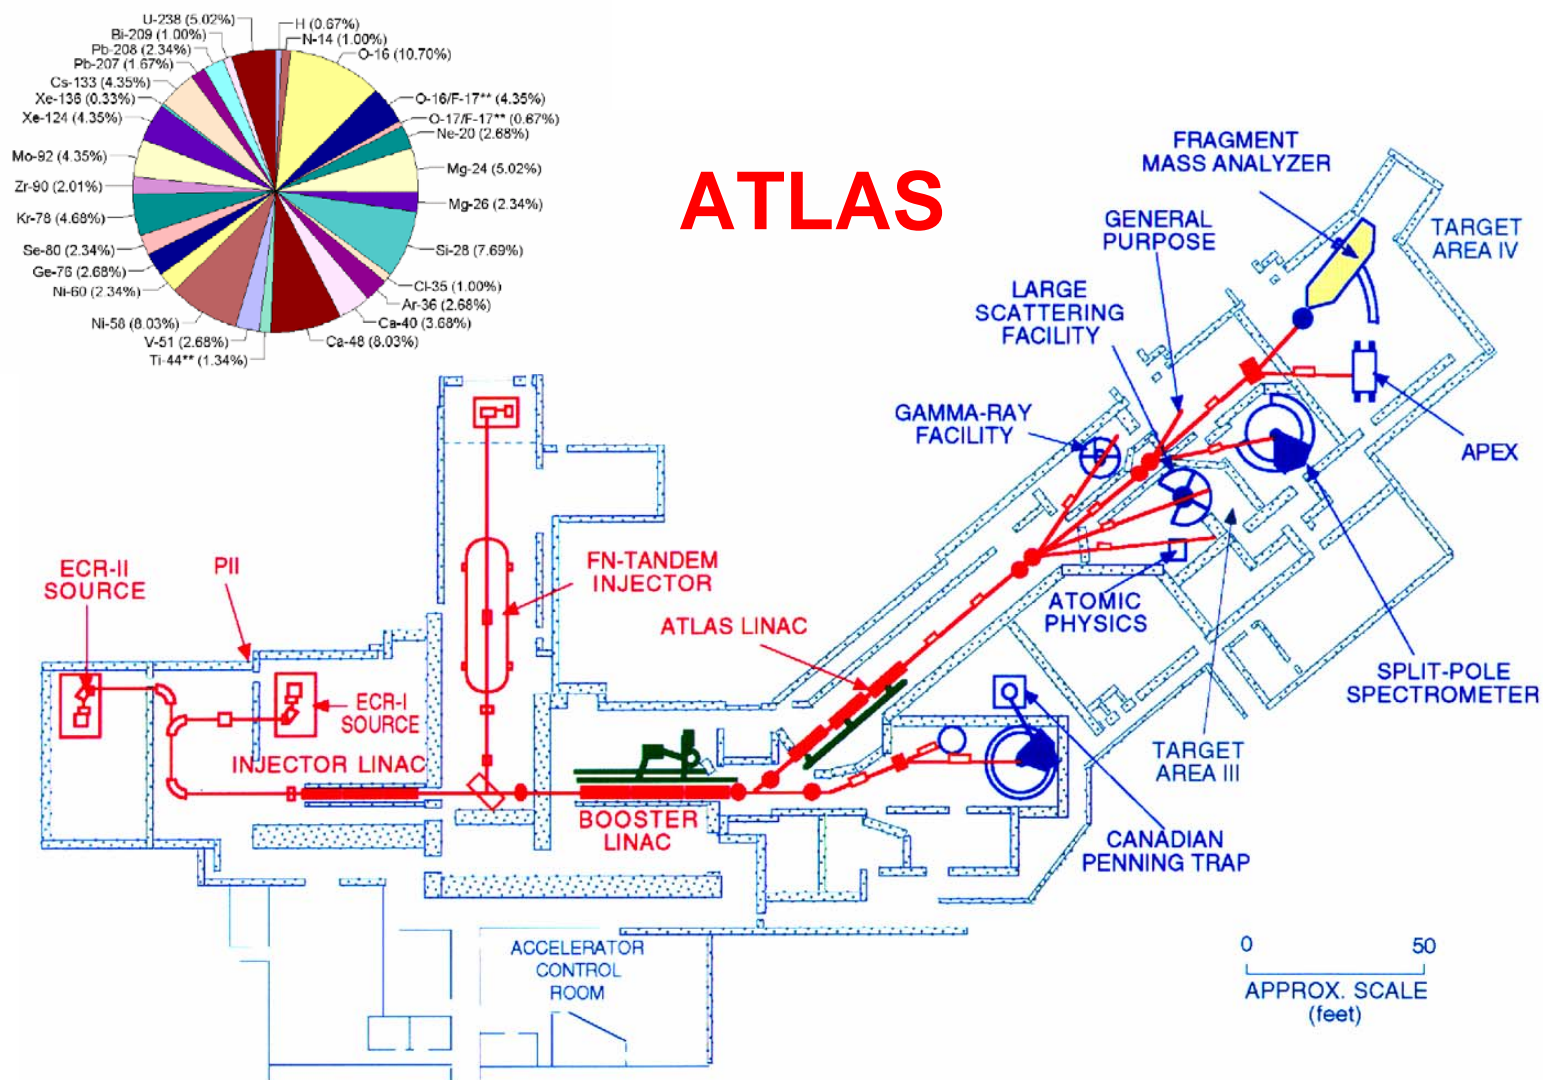 U-238 (5.02%)
Bi-209 (1.00%)
Pb-208 (2.34%)
Pb-207 (1.67%)
Cs-133 (4.35%)
Xe-136 (0.33%)
Xe-124 (4.35%)
Mo-92 (4.35%)
Zr-90 (2.01%)
Kr-78 (4.68%)
Se-80 (2.34%)
Ge-76 (2.68%)
Ni-60 (2.34%)
Ni-58 (8.03%)
V-51 (2.68%)
Ti-44** (1.34%)
H (0.67%)
N-14 (1.00%)
O-16 (10.70%)
O-16/F-17** (4.35%)
O-17/F-17** (0.67%)
Ne-20 (2.68%)
Mg-24 (5.02%)
Mg-26 (2.34%)
Si-28 (7.69%)
Cl-35 (1.00%)
Ar-36 (2.68%)
Ca-40 (3.68%)
Ca-48 (8.03%)
ATLAS
FRAGMENT
MASS ANALYZER
GENERAL
PURPOSE
TARGET
AREA IV
LARGE
SCATTERING
FACILITY
GAMMA-RAY
FACILITY
APEX
ECR-II
SOURCE
PII
FN-TANDEM
INJECTOR
ATLAS LINAC
ATOMIC
PHYSICS
SPLIT-POLE
SPECTROMETER
ECR-I
SOURCE
INJECTOR LINAC
TARGET
AREA III
BOOSTER
LINAC
CANADIAN
PENNING TRAP
ACCELERATOR
CONTROL
ROOM
0 50
APPROX. SCALE
(feet)